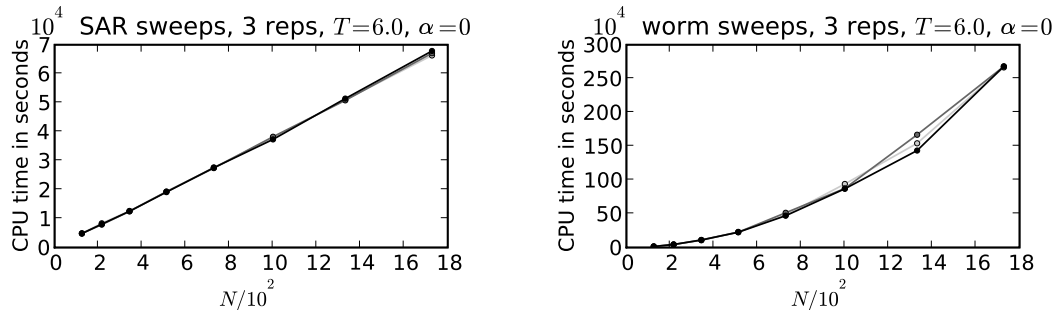 10^4 SAR sweeps, 3 reps, T=6.0, α=0
CPU time in seconds
7
6
5
4
3
2
1
0
0 2 4 6 8 10 12 14 16 18
N/10^2
10^4 worm sweeps, 3 reps, T=6.0, α=0
CPU time in seconds
300
250
200
150
100
50
0
0 2 4 6 8 10 12 14 16 18
N/10^2